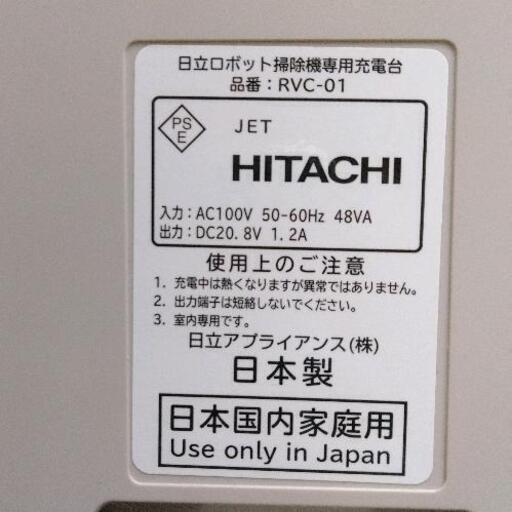 日立ロボット掃除機専用充電台
品番：RVC-01
PS
E
JET
HITACHI
入力：AC100V 50-60Hz 48VA
出力：DC20.8V 1.2A
使用上のご注意
1. 充電中は熱くなりますが異常ではありません。
2. 出力端子は短絡しないでください。
3. 室内専用です。
日立アプライアンス(株)
日本製
日本国内家庭用
Use only in Japan